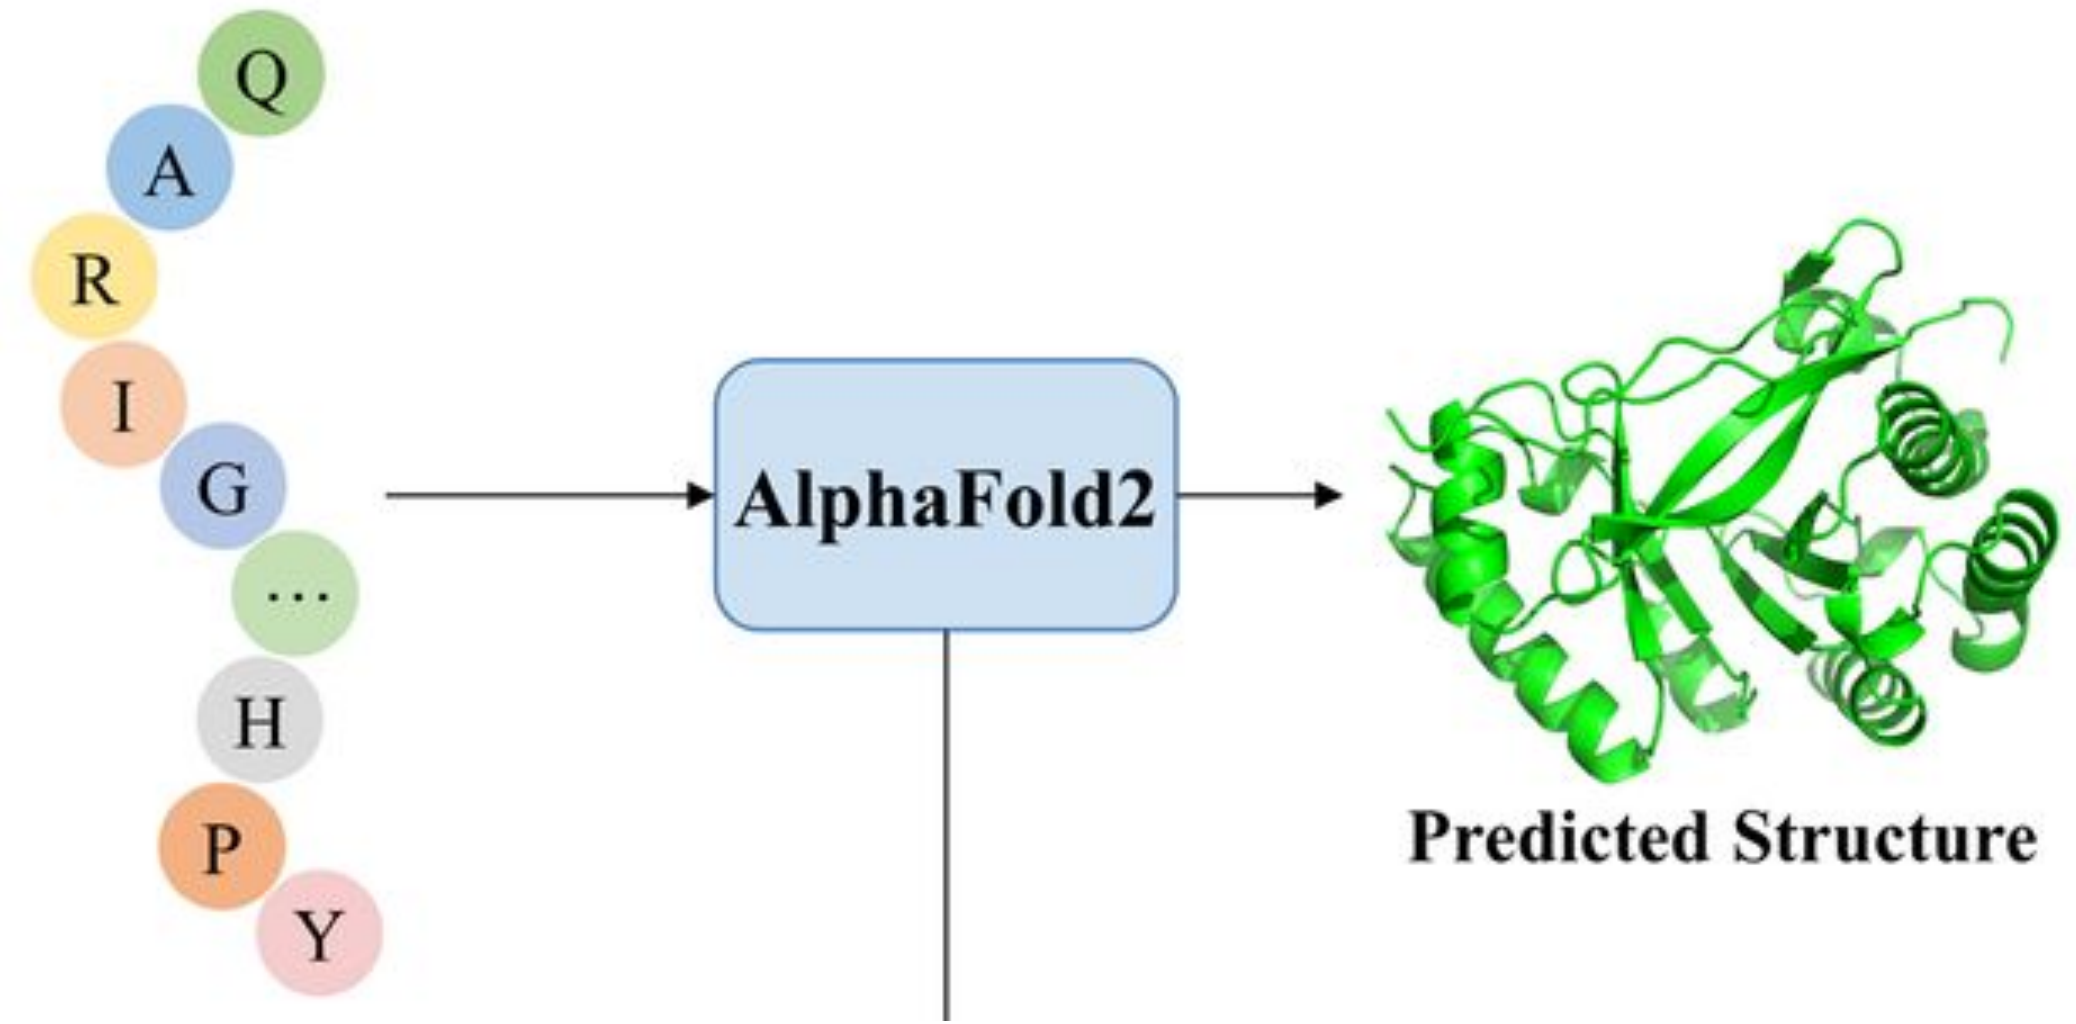 Q
A
R
I
G
...
H
P
Y
AlphaFold2
Predicted Structure